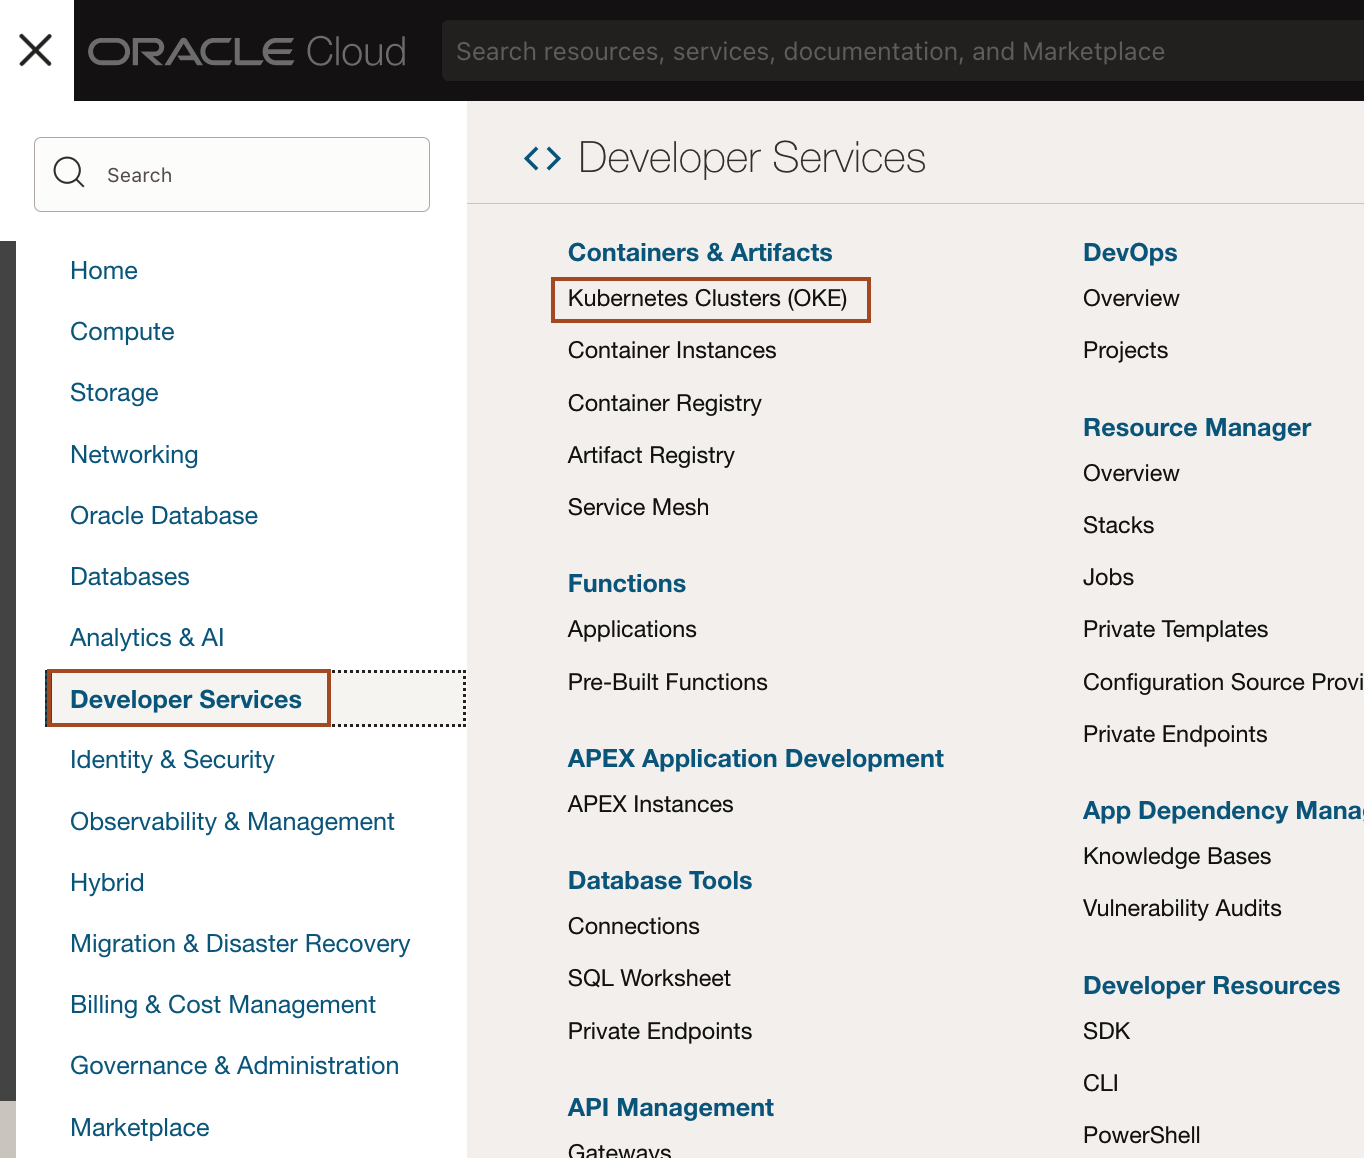 ORACLE Cloud
Search resources, services, documentation, and Marketplace
Search
Home
Compute
Storage
Networking
Oracle Database
Databases
Analytics & AI
Developer Services
Identity & Security
Observability & Management
Hybrid
Migration & Disaster Recovery
Billing & Cost Management
Governance & Administration
Marketplace
Developer Services
Containers & Artifacts
Kubernetes Clusters (OKE)
Container Instances
Container Registry
Artifact Registry
Service Mesh
Functions
Applications
Pre-Built Functions
APEX Application Development
APEX Instances
Database Tools
Connections
SQL Worksheet
Private Endpoints
API Management
Gateways
DevOps
Overview
Projects
Resource Manager
Overview
Stacks
Jobs
Private Templates
Configuration Source Provi
Private Endpoints
App Dependency Mana
Knowledge Bases
Vulnerability Audits
Developer Resources
SDK
CLI
PowerShell